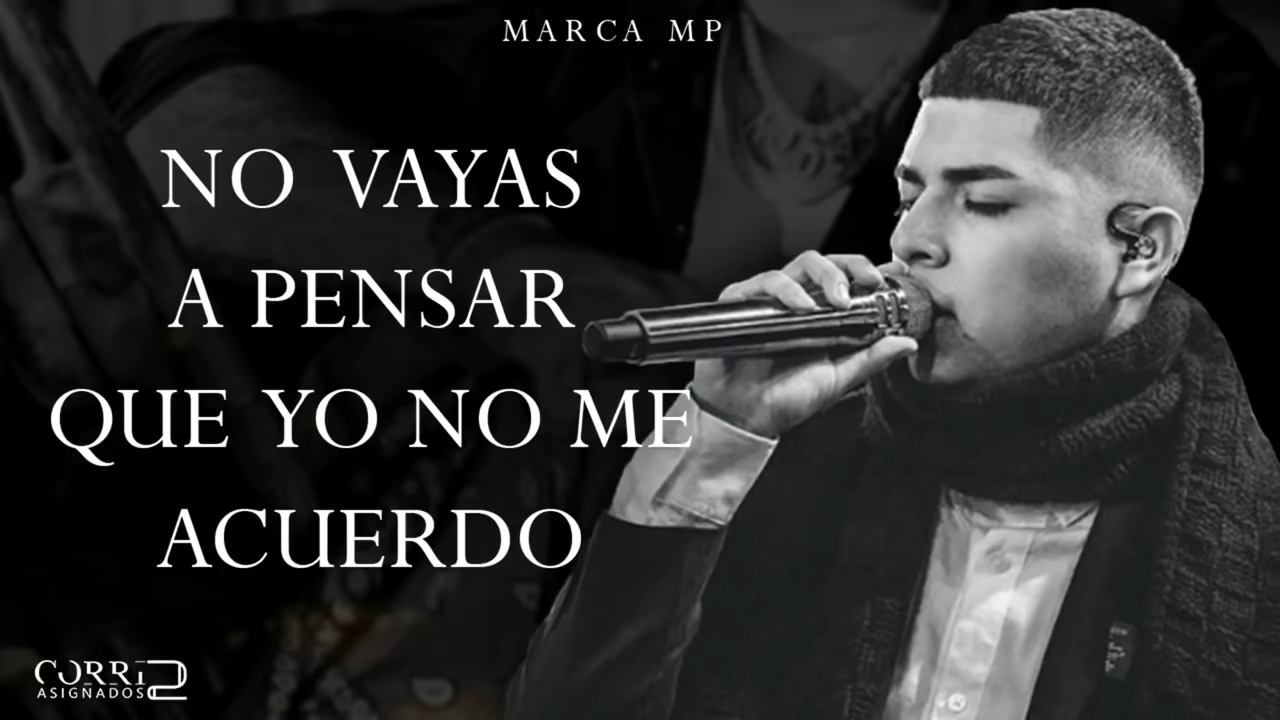 MARCA MP
NO VAYAS
A PENSAR
QUE YO NO ME
ACUERDO
CORRI2
ASIGNADOS